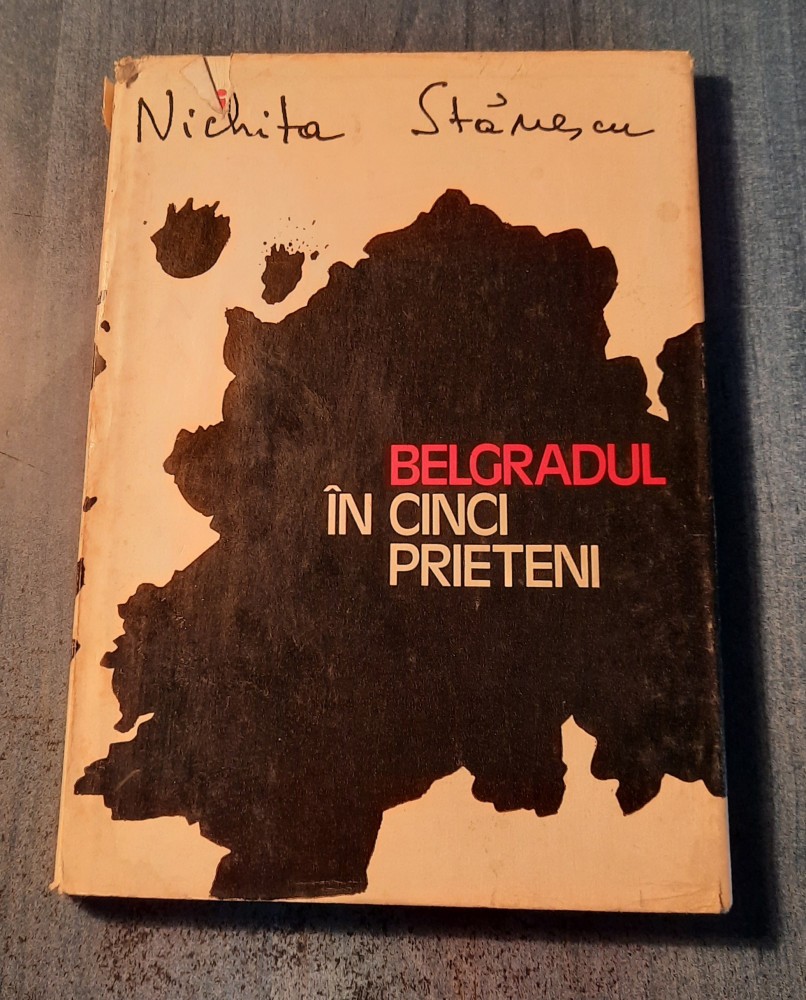 Nichita Stănescu
BELGRADUL
ÎN CINCI
PRIETENI